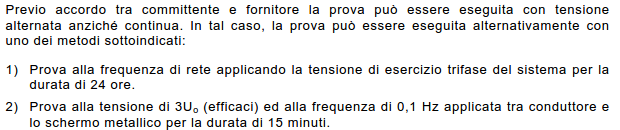 Previo accordo tra committente e fornitore la prova può essere eseguita con tensione
alternata anziché continua. In tal caso, la prova può essere eseguita alternativamente con
uno dei metodi sottoindicati:
1) Prova alla frequenza di rete applicando la tensione di esercizio trifase del sistema per la
durata di 24 ore.
2) Prova alla tensione di 3Uₒ (efficaci) ed alla frequenza di 0,1 Hz applicata tra conduttore e
lo schermo metallico per la durata di 15 minuti.